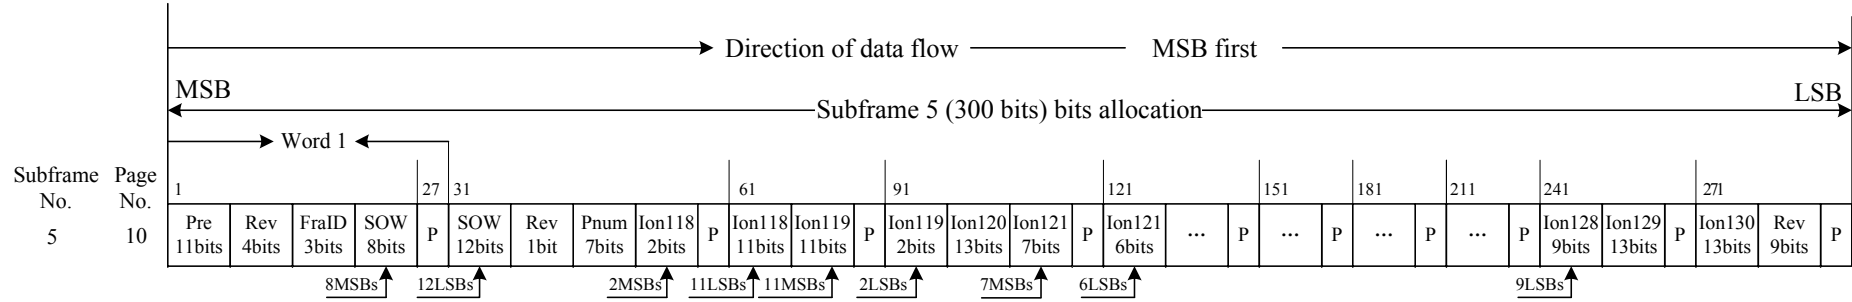 Direction of data flow MSB first
MSB LSB
Subframe 5 (300 bits) bits allocation
Word 1
Subframe No. Page No.
1 27 31 61 91 121 151 181 211 241 271
5 10
Pre 11bits
Rev 4bits
FraID 3bits
SOW 8bits
P
SOW 12bits
Rev 1bit
Pnum 7bits
Ion118 2bits
P
Ion118 11bits
Ion119 11bits
P
Ion119 2bits
Ion120 13bits
Ion121 7bits
P
Ion121 6bits
...
P
...
P
...
P
...
P
Ion128 9bits
Ion129 13bits
P
Ion130 13bits
Rev 9bits
P
8MSBs 12LSBs 2MSBs 11LSBs 11MSBs 2LSBs 7MSBs 6LSBs 9LSBs